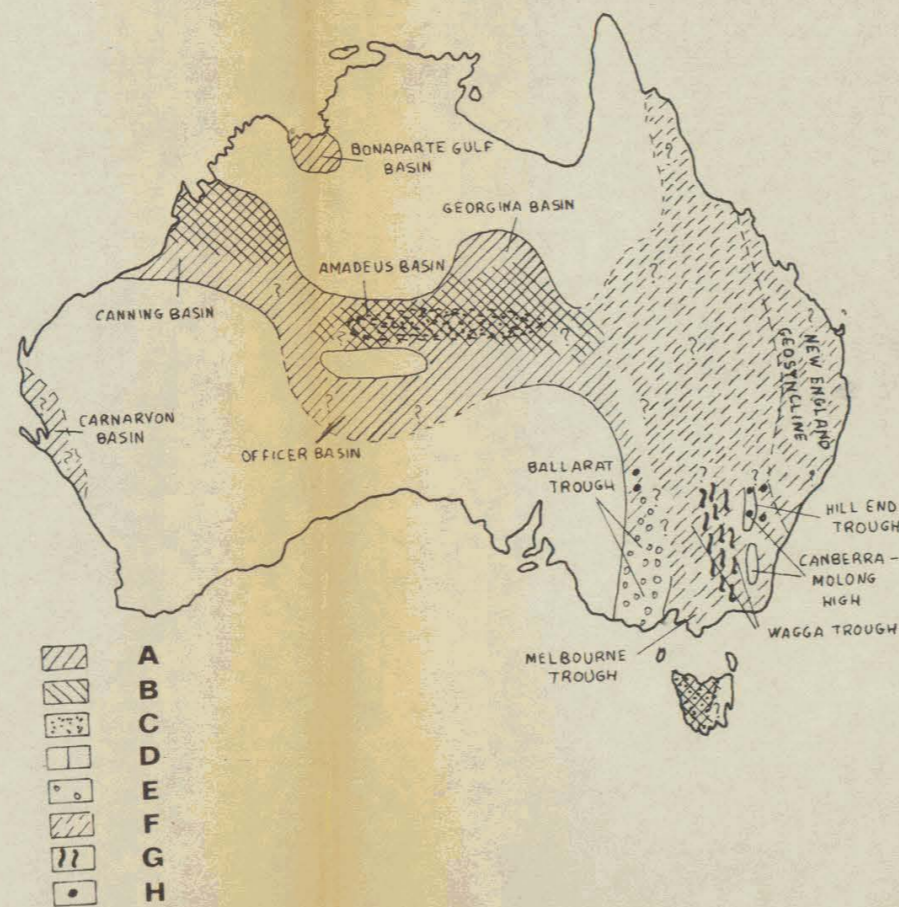 BONAPARTE GULF
BASIN
GEORGINA BASIN
AMADEUS BASIN
CANNING BASIN
NEW ENGLAND
GEOSYNCLINE
CARNARVON
BASIN
OFFICER BASIN
BALLARAT
TROUGH
HILL END
TROUGH
CANBERRA -
MOLONG
HIGH
WAGGA TROUGH
MELBOURNE
TROUGH
A
B
C
D
E
F
G
H
? ? ? ? ? ? ? ? ? ? ? ? ? ? ? ? ? ?